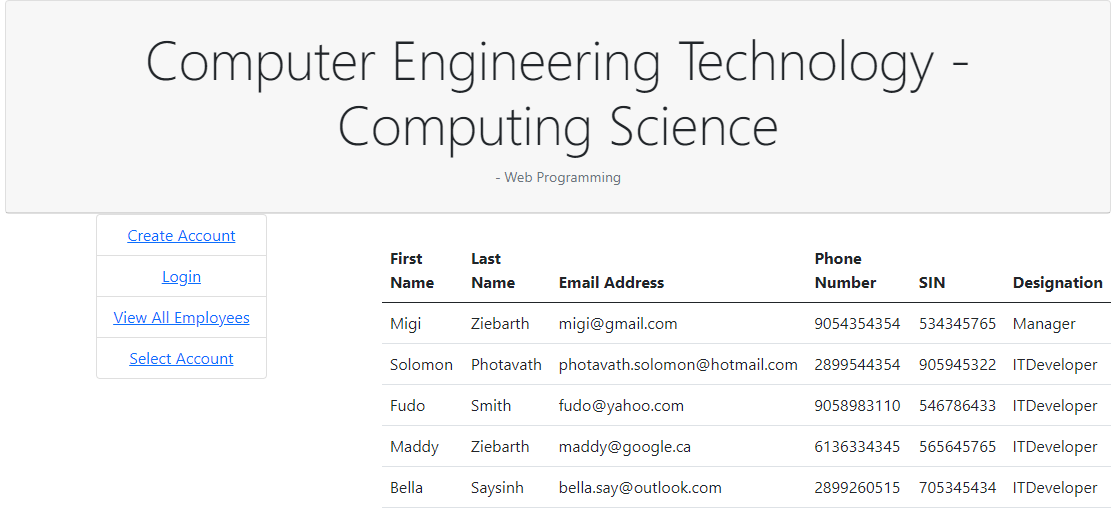 Computer Engineering Technology -
Computing Science
- Web Programming
Create Account
Login
View All Employees
Select Account
First Name Last Name Email Address Phone Number SIN Designation
Migi Ziebarth migi@gmail.com 9054354354 534345765 Manager
Solomon Photavath photavath.solomon@hotmail.com 2899544354 905945322 ITDeveloper
Fudo Smith fudo@yahoo.com 9058983110 546786433 ITDeveloper
Maddy Ziebarth maddy@google.ca 6136334345 565645765 ITDeveloper
Bella Saysinh bella.say@outlook.com 2899260515 705345434 ITDeveloper